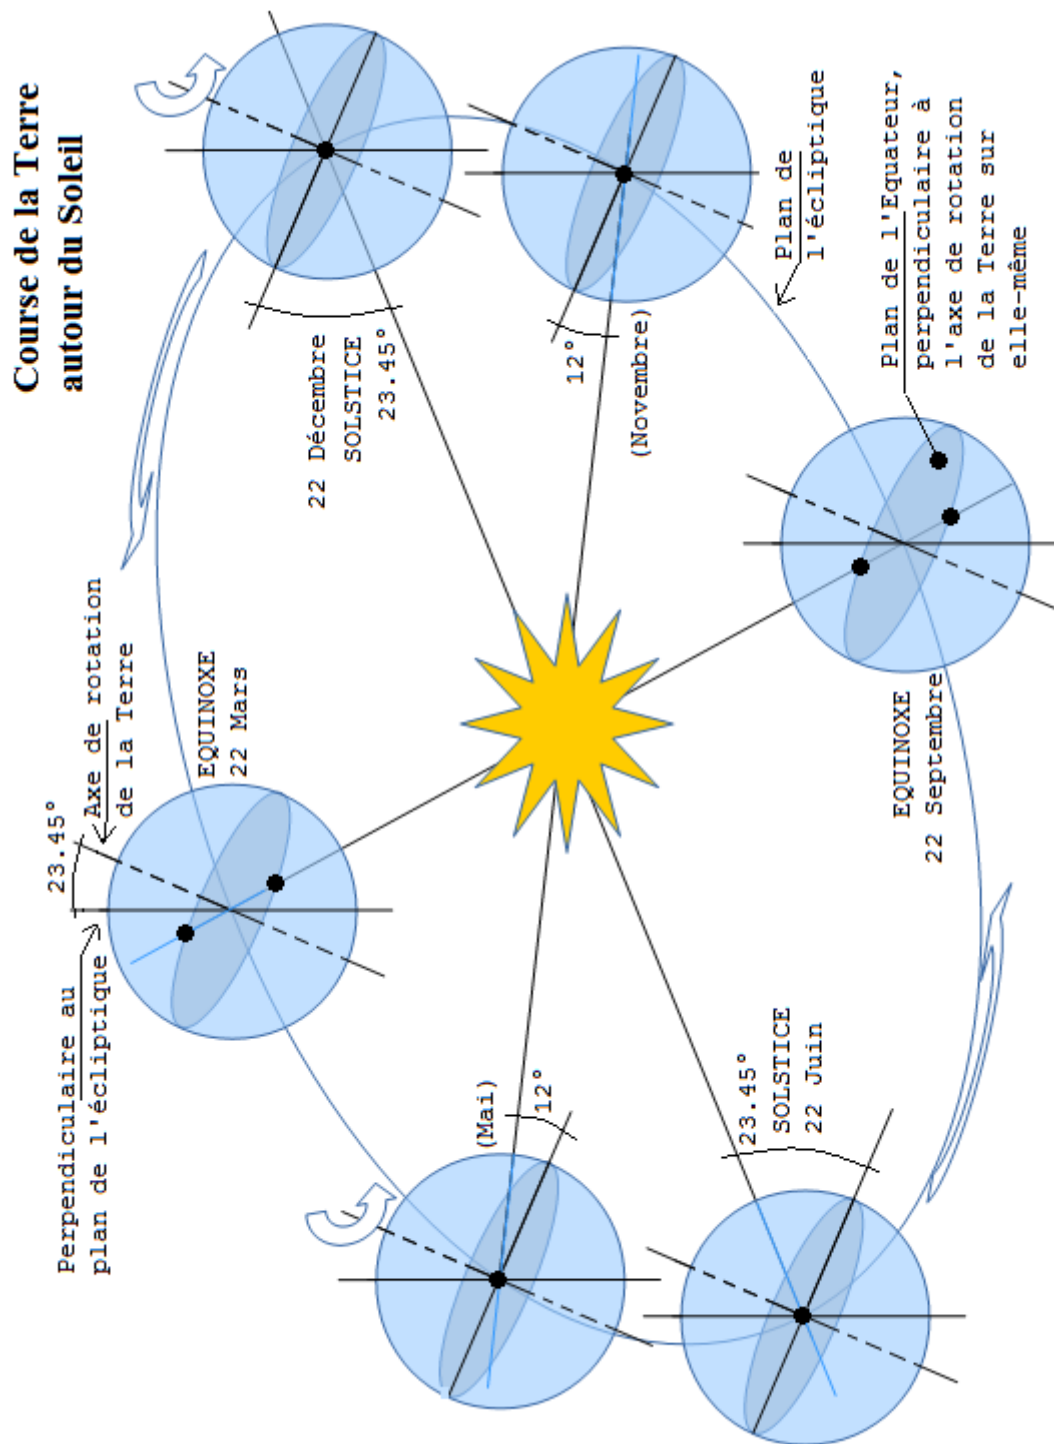 Course de la Terre
autour du Soleil
23.45°
Axe de rotation
de la Terre
Perpendiculaire au
plan de l'écliptique
EQUINOXE
22 Mars
22 Décembre
SOLSTICE
23.45°
(Mai)
12°
12°
(Novembre)
23.45°
SOLSTICE
22 Juin
Plan de
l'écliptique
EQUINOXE
22 Septembre
Plan de l'Equateur,
perpendiculaire à
l'axe de rotation
de la Terre sur
elle-même